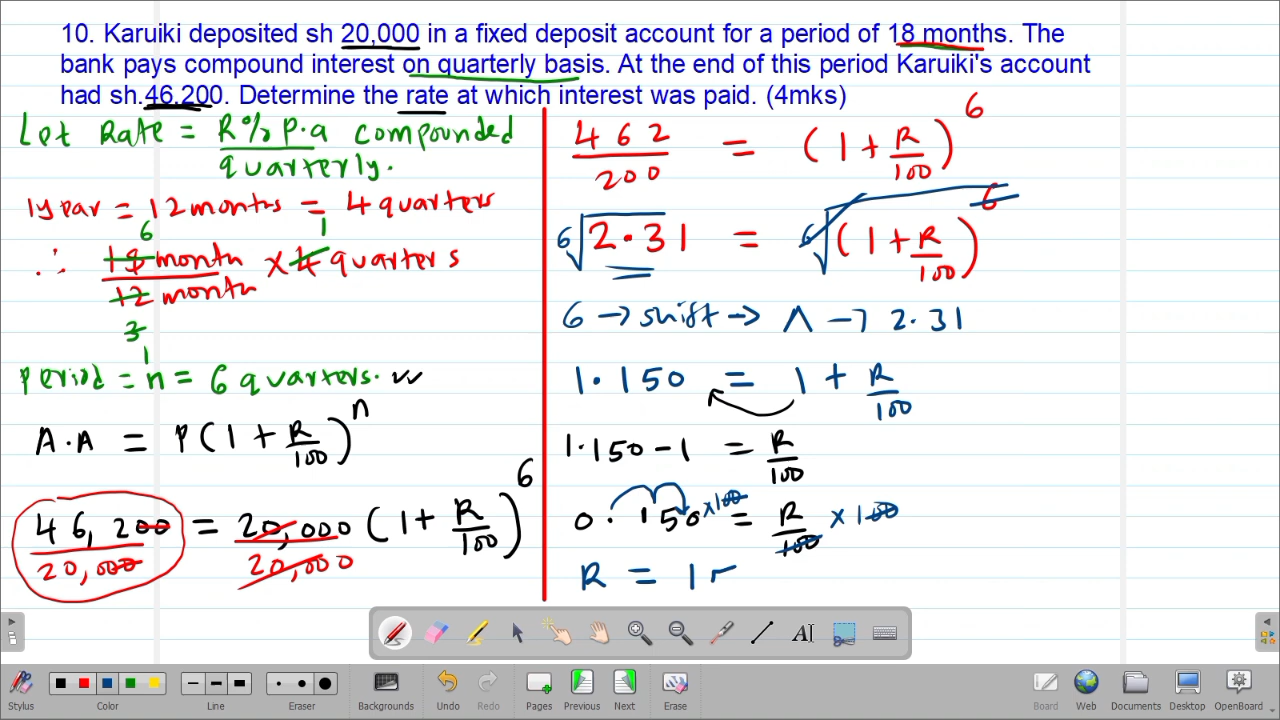 10. Karuiki deposited sh 20,000 in a fixed deposit account for a period of 18 months. The
bank pays compound interest on quarterly basis. At the end of this period Karuiki's account
had sh.46,200. Determine the rate at which interest was paid. (4mks)
Let Rate = R% P.a compounded
quarterly.
1year = 12 months = 4 quarters
6 1
∴ 18 month × 4 quarters
12 month
3
1
Period = n = 6 quarters.
A.A = P(1 + R/100)^n
46,200/20,000 = 20,000/20,000 (1 + R/100)^6
462/200 = (1 + R/100)^6
6√2.31 = 6√(1 + R/100)^6
6 → shift → ^ → 2.31
1.150 = 1 + R/100
1.150 - 1 = R/100
0.150 ×100 = R/100 × 100
R = 1
Stylus
Color
Line
Eraser
Backgrounds
Undo
Redo
Pages
Previous
Next
Erase
Board
Web
Documents
Desktop
OpenBoard